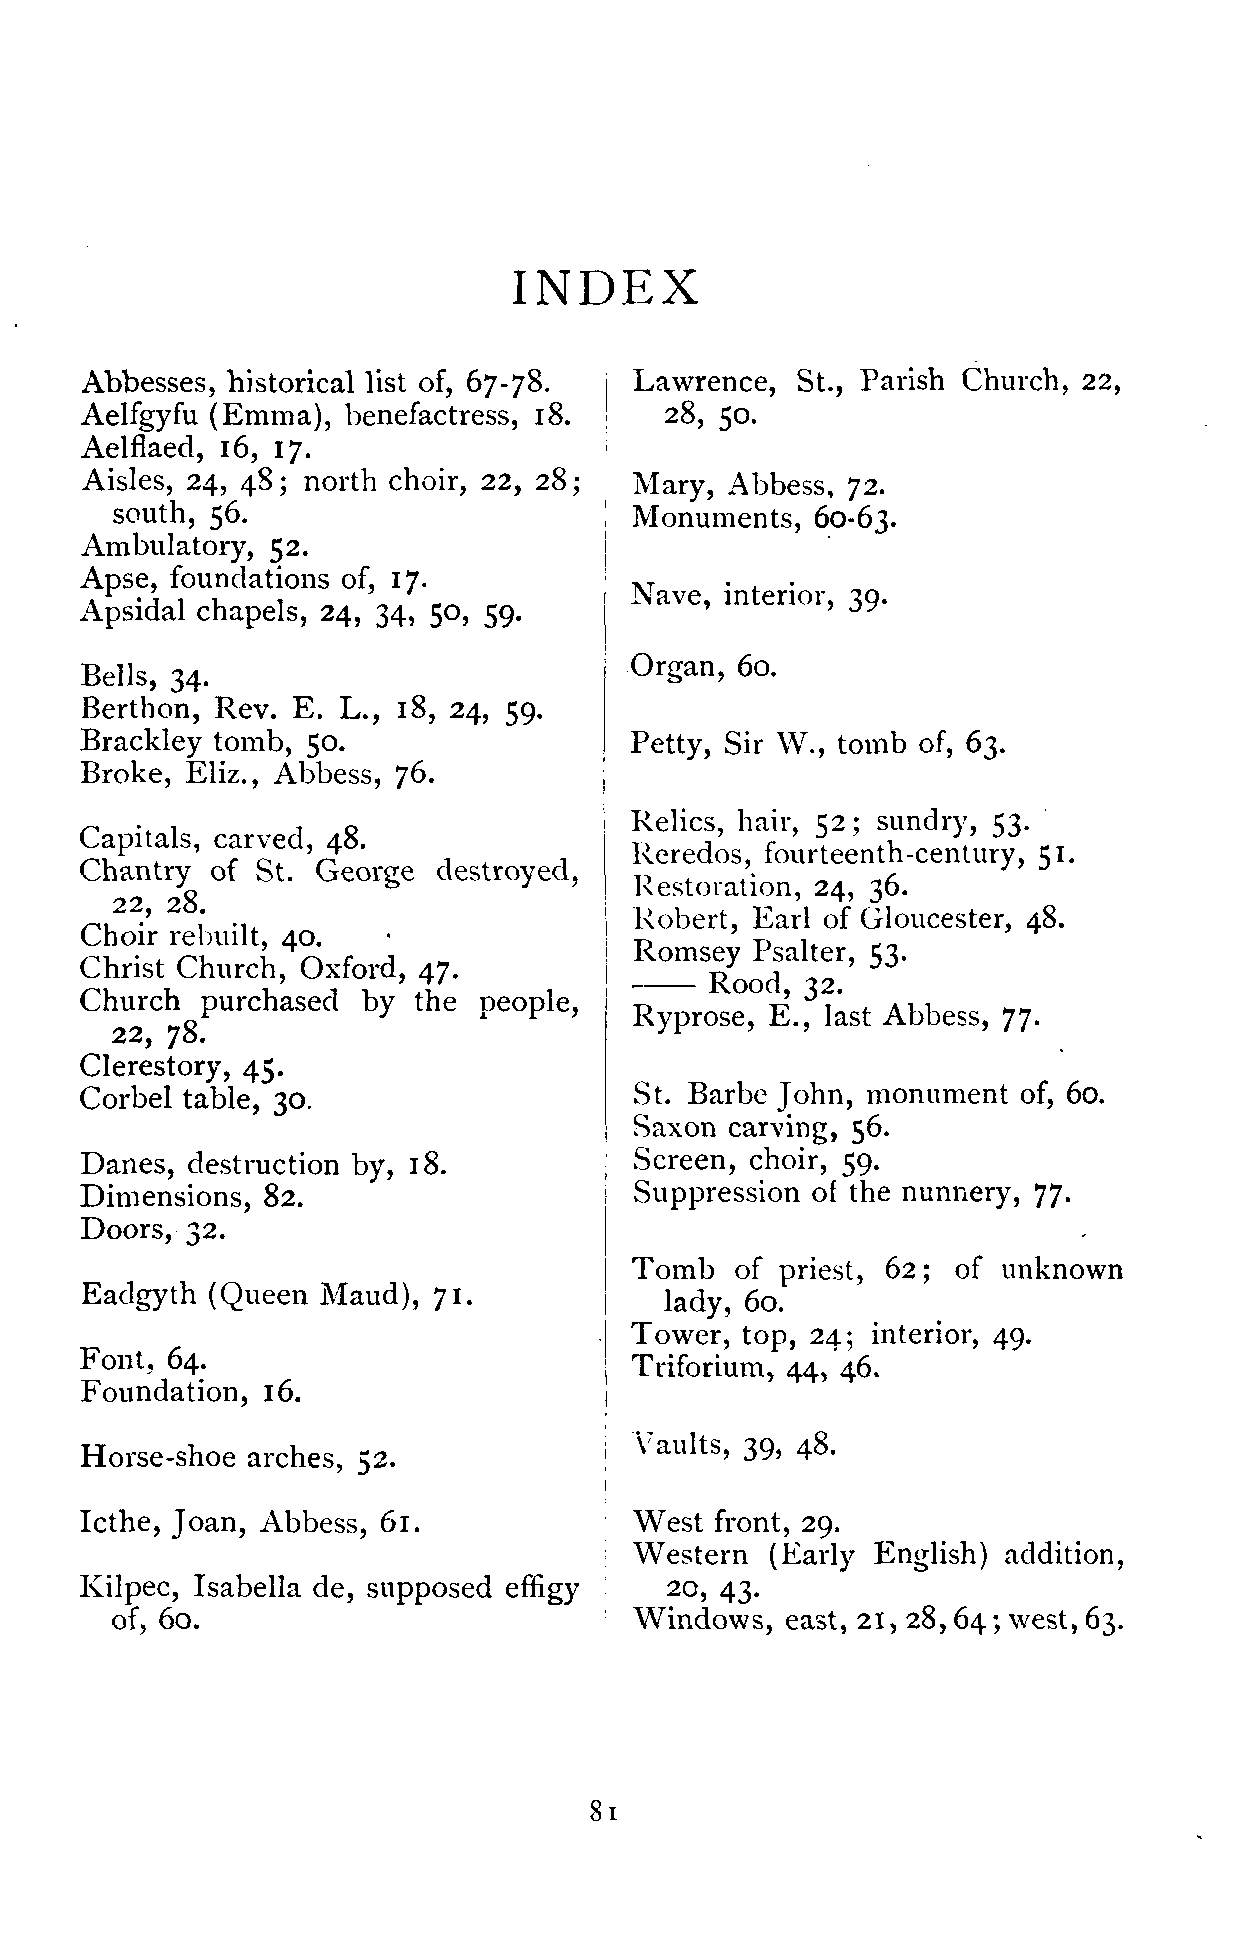 INDEX
Abbesses, historical list of, 67-78.
Aelfgyfu (Emma), benefactress, 18.
Aelflaed, 16, 17.
Aisles, 24, 48; north choir, 22, 28;
south, 56.
Ambulatory, 52.
Apse, foundations of, 17.
Apsidal chapels, 24, 34, 50, 59.
Bells, 34.
Berthon, Rev. E. L., 18, 24, 59.
Brackley tomb, 50.
Broke, Eliz., Abbess, 76.
Capitals, carved, 48.
Chantry of St. George destroyed,
22, 28.
Choir rebuilt, 40.
Christ Church, Oxford, 47.
Church purchased by the people,
22, 78.
Clerestory, 45.
Corbel table, 30.
Danes, destruction by, 18.
Dimensions, 82.
Doors, 32.
Eadgyth (Queen Maud), 71.
Font, 64.
Foundation, 16.
Horse-shoe arches, 52.
Icthe, Joan, Abbess, 61.
Kilpec, Isabella de, supposed effigy
of, 60.
Lawrence, St., Parish Church, 22,
28, 50.
Mary, Abbess, 72.
Monuments, 60-63.
Nave, interior, 39.
Organ, 60.
Petty, Sir W., tomb of, 63.
Relics, hair, 52; sundry, 53.
Reredos, fourteenth-century, 51.
Restoration, 24, 36.
Robert, Earl of Gloucester, 48.
Romsey Psalter, 53.
—— Rood, 32.
Ryprose, E., last Abbess, 77.
St. Barbe John, monument of, 60.
Saxon carving, 56.
Screen, choir, 59.
Suppression of the nunnery, 77.
Tomb of priest, 62; of unknown
lady, 60.
Tower, top, 24; interior, 49.
Triforium, 44, 46.
Vaults, 39, 48.
West front, 29.
Western (Early English) addition,
20, 43.
Windows, east, 21, 28, 64; west, 63.
81